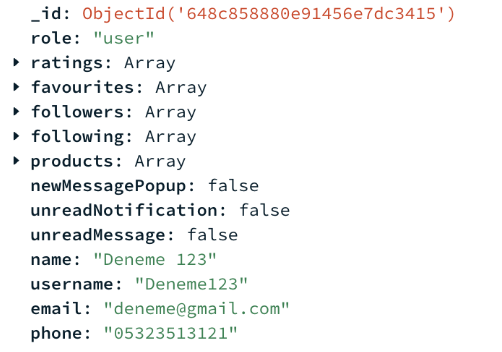 _id: ObjectId('648c858880e91456e7dc3415')
role: "user"
ratings: Array
favourites: Array
followers: Array
following: Array
products: Array
newMessagePopup: false
unreadNotification: false
unreadMessage: false
name: "Deneme 123"
username: "Deneme123"
email: "deneme@gmail.com"
phone: "05323513121"